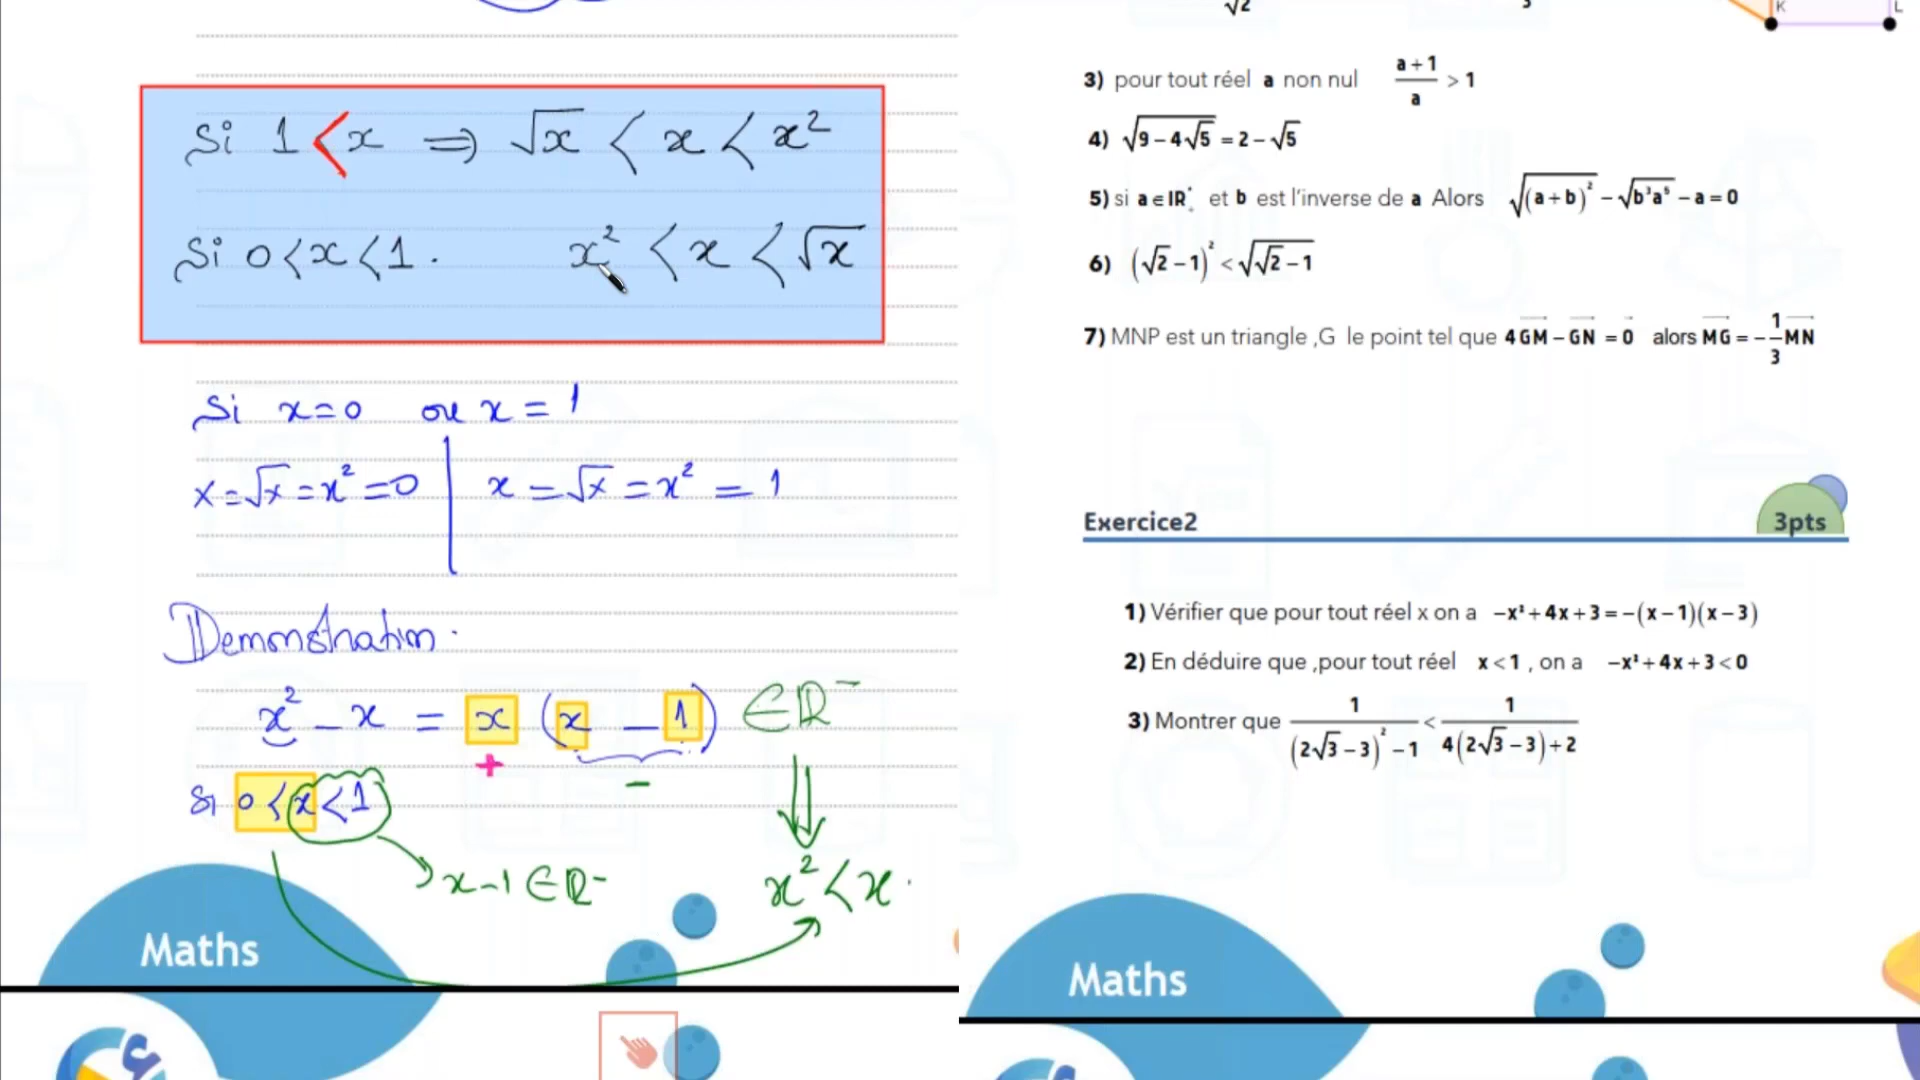 Si 1 < x ⇒ √x < x < x²
Si 0 < x < 1 . x² < x < √x
Si x = 0 ou x = 1
x = √x = x² = 0 | x = √x = x² = 1
Demonstration.
x² - x = x (x - 1) ∈ ℝ⁻
+ -
Si 0 < x < 1
x - 1 ∈ ℝ⁻ x² < x .
Maths
√2 3 K L
3) pour tout réel a non nul (a+1)/a > 1
4) √(9 – 4√5) = 2 – √5
5) si a ∈ IR*₊ et b est l'inverse de a Alors √((a+b)²) – √(b³a⁵) – a = 0
6) (√2 – 1)² < √(√2 – 1)
7) MNP est un triangle ,G le point tel que 4GM – GN = 0 alors MG = – 1/3 MN
Exercice2 3pts
1) Vérifier que pour tout réel x on a –x² + 4x + 3 = –(x – 1)(x – 3)
2) En déduire que ,pour tout réel x < 1 , on a –x² + 4x + 3 < 0
3) Montrer que 1/((2√3 – 3)² – 1) < 1/(4(2√3 – 3) + 2)
Maths